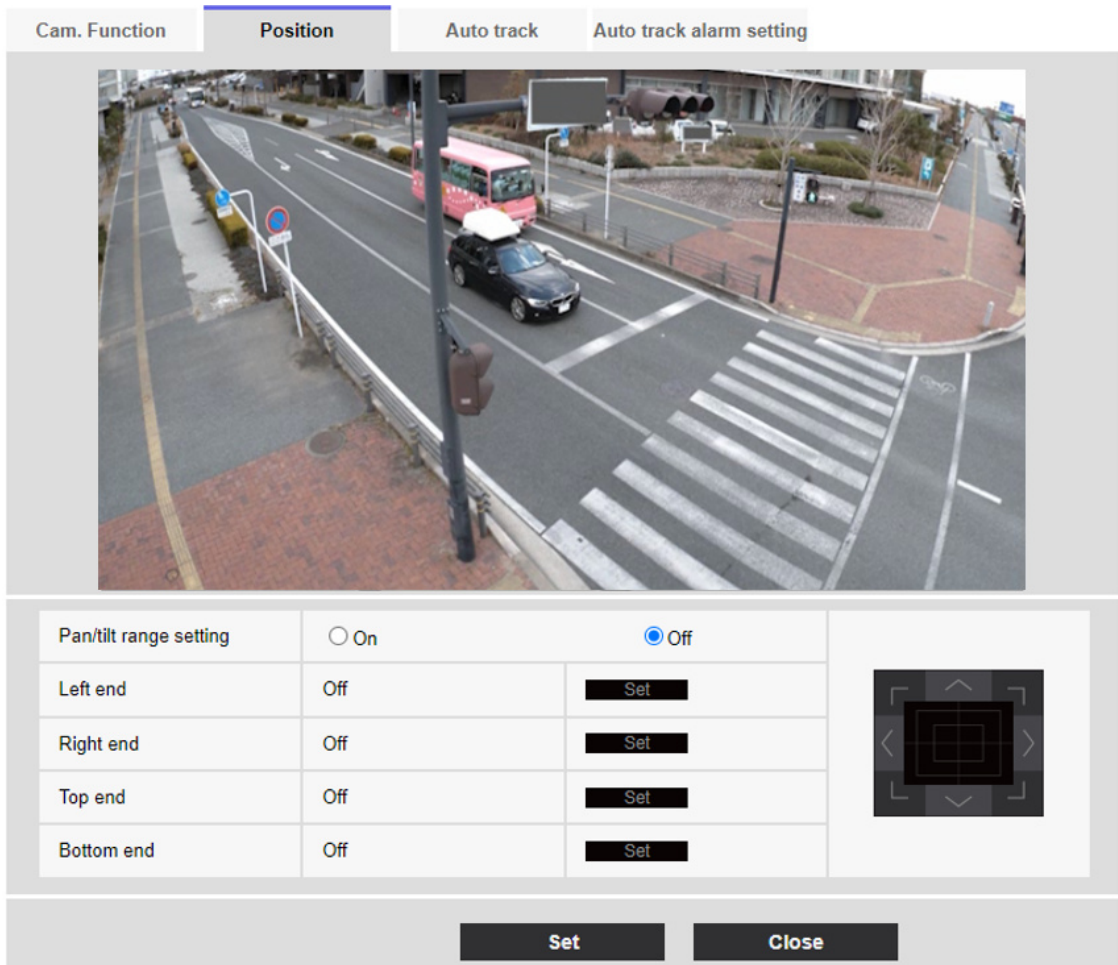 Cam. Function Position Auto track Auto track alarm setting
Pan/tilt range setting On Off
Left end Off Set
Right end Off Set
Top end Off Set
Bottom end Off Set
Set Close